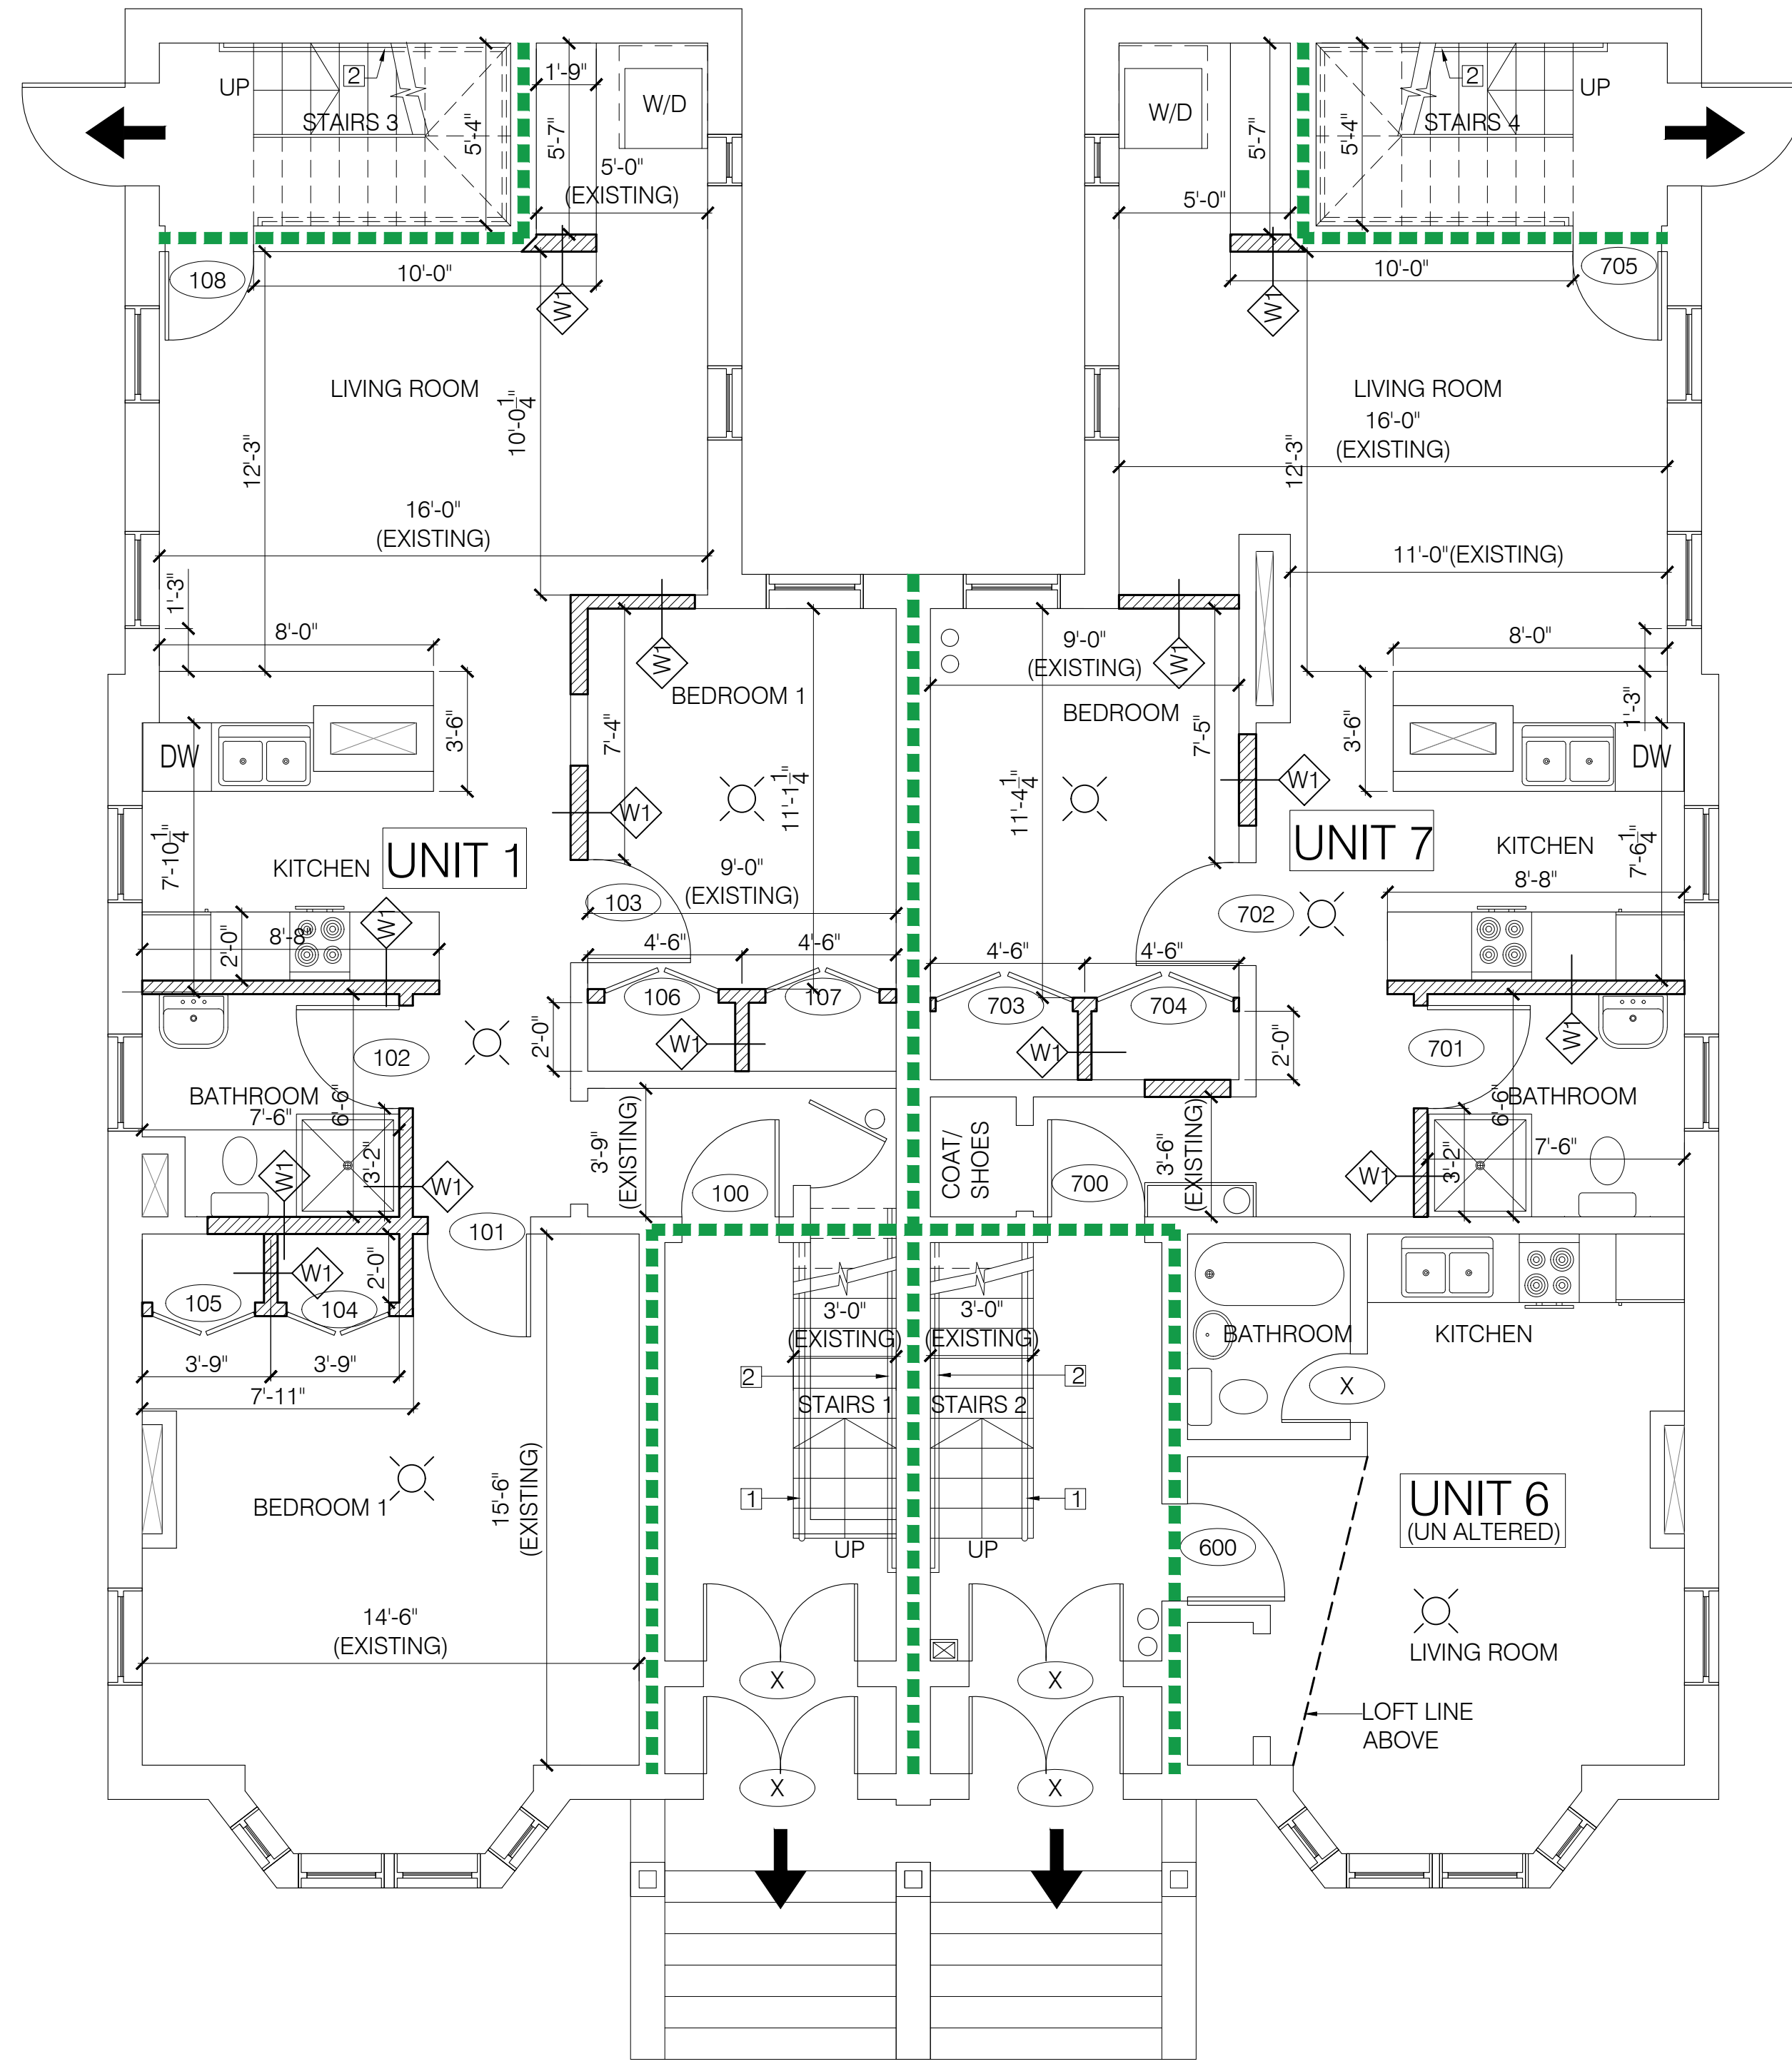 UP
2
STAIRS 3
5'-4"
1'-9"
5'-7"
W/D
5'-0"
(EXISTING)
W/D
5'-7"
5'-4"
2
UP
STAIRS 4
5'-0"
108
10'-0"
W1
10'-0"
705
W1
LIVING ROOM
10'-0 1/4"
12'-3"
16'-0"
(EXISTING)
LIVING ROOM
16'-0"
(EXISTING)
12'-3"
11'-0"(EXISTING)
1'-3"
8'-0"
W1
BEDROOM 1
9'-0"
(EXISTING)
W1
BEDROOM
8'-0"
1'-3"
DW
3'-6"
7'-4"
11'-1 1/4"
11'-4 1/4"
7'-5"
3'-6"
DW
W1
W1
7'-10 1/4"
KITCHEN
UNIT 1
UNIT 7
KITCHEN
7'-6 1/4"
9'-0"
(EXISTING)
8'-8"
103
702
2'-0"
8'-8"
W1
4'-6"
4'-6"
4'-6"
4'-6"
106
107
703
704
2'-0"
W1
W1
2'-0"
W1
102
701
BATHROOM
7'-6"
6'-6"
3'-2"
BATHROOM
6'-6"
7'-6"
3'-2"
3'-9"
(EXISTING)
COAT/
SHOES
3'-6"
(EXISTING)
W1
W1
W1
100
700
101
W1
2'-0"
105
104
3'-0"
(EXISTING)
3'-0"
(EXISTING)
BATHROOM
KITCHEN
3'-9"
3'-9"
7'-11"
2
2
X
STAIRS 1
STAIRS 2
15'-6"
(EXISTING)
BEDROOM 1
1
1
UNIT 6
(UN ALTERED)
UP
UP
600
14'-6"
(EXISTING)
LIVING ROOM
X
X
LOFT LINE
ABOVE
X
X